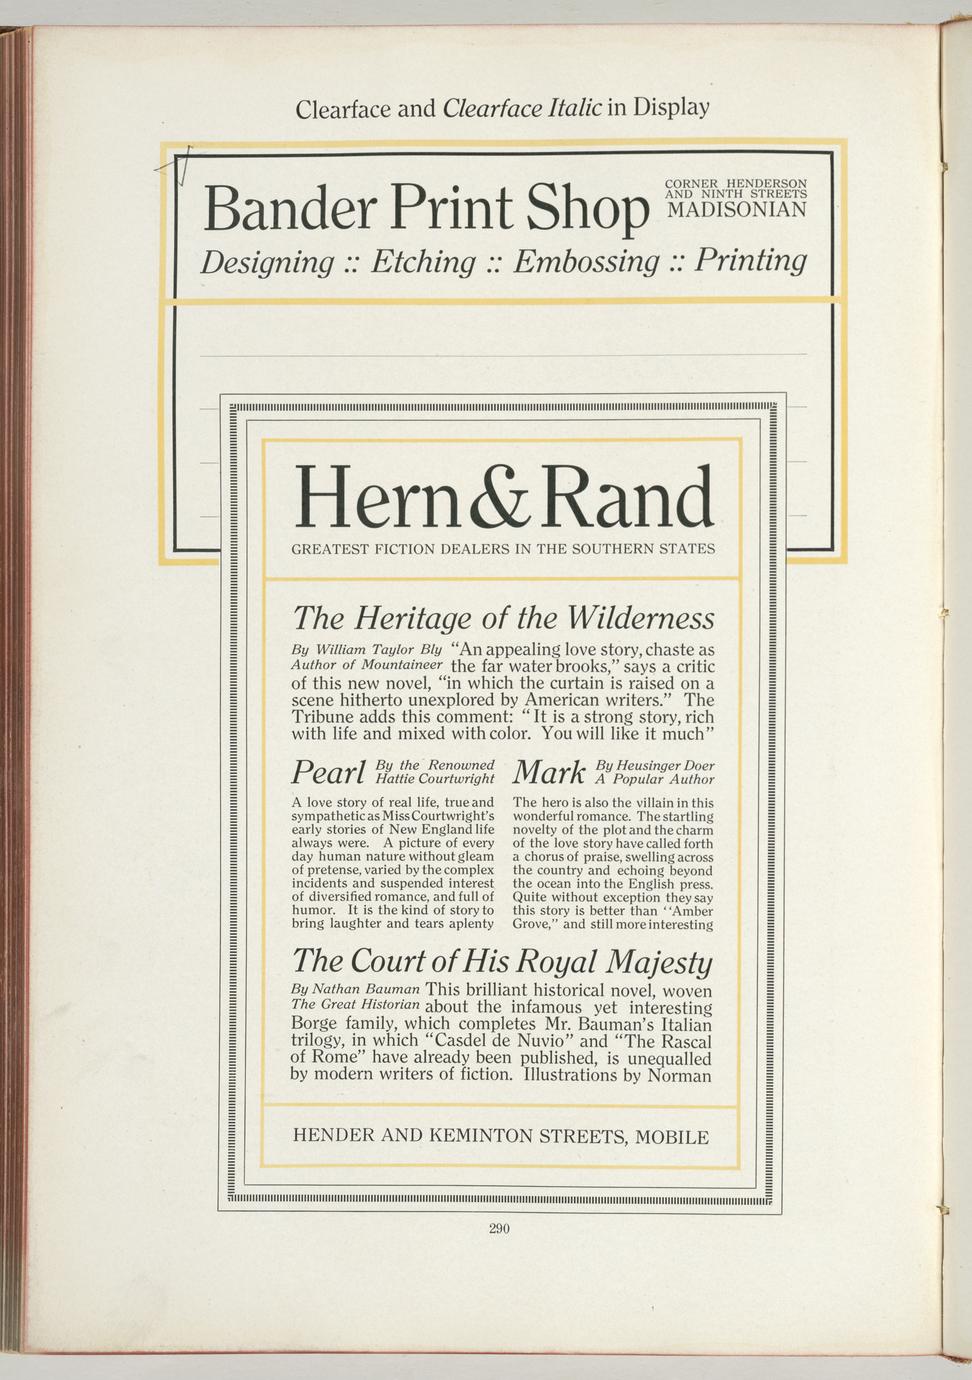 Clearface and Clearface Italic in Display
Bander Print Shop
CORNER HENDERSON
AND NINTH STREETS
MADISONIAN
Designing :: Etching :: Embossing :: Printing
Hern & Rand
GREATEST FICTION DEALERS IN THE SOUTHERN STATES
The Heritage of the Wilderness
By William Taylor Bly "An appealing love story, chaste as
Author of Mountaineer the far water brooks," says a critic
of this new novel, "in which the curtain is raised on a
scene hitherto unexplored by American writers." The
Tribune adds this comment: "It is a strong story, rich
with life and mixed with color. You will like it much"
Pearl
By the Renowned
Hattie Courtwright
A love story of real life, true and
sympathetic as Miss Courtwright's
early stories of New England life
always were. A picture of every
day human nature without gleam
of pretense, varied by the complex
incidents and suspended interest
of diversified romance, and full of
humor. It is the kind of story to
bring laughter and tears aplenty
Mark
By Heusinger Doer
A Popular Author
The hero is also the villain in this
wonderful romance. The startling
novelty of the plot and the charm
of the love story have called forth
a chorus of praise, swelling across
the country and echoing beyond
the ocean into the English press.
Quite without exception they say
this story is better than "Amber
Grove," and still more interesting
The Court of His Royal Majesty
By Nathan Bauman This brilliant historical novel, woven
The Great Historian about the infamous yet interesting
Borge family, which completes Mr. Bauman's Italian
trilogy, in which "Casdel de Nuvio" and "The Rascal
of Rome" have already been published, is unequalled
by modern writers of fiction. Illustrations by Norman
HENDER AND KEMINTON STREETS, MOBILE
290